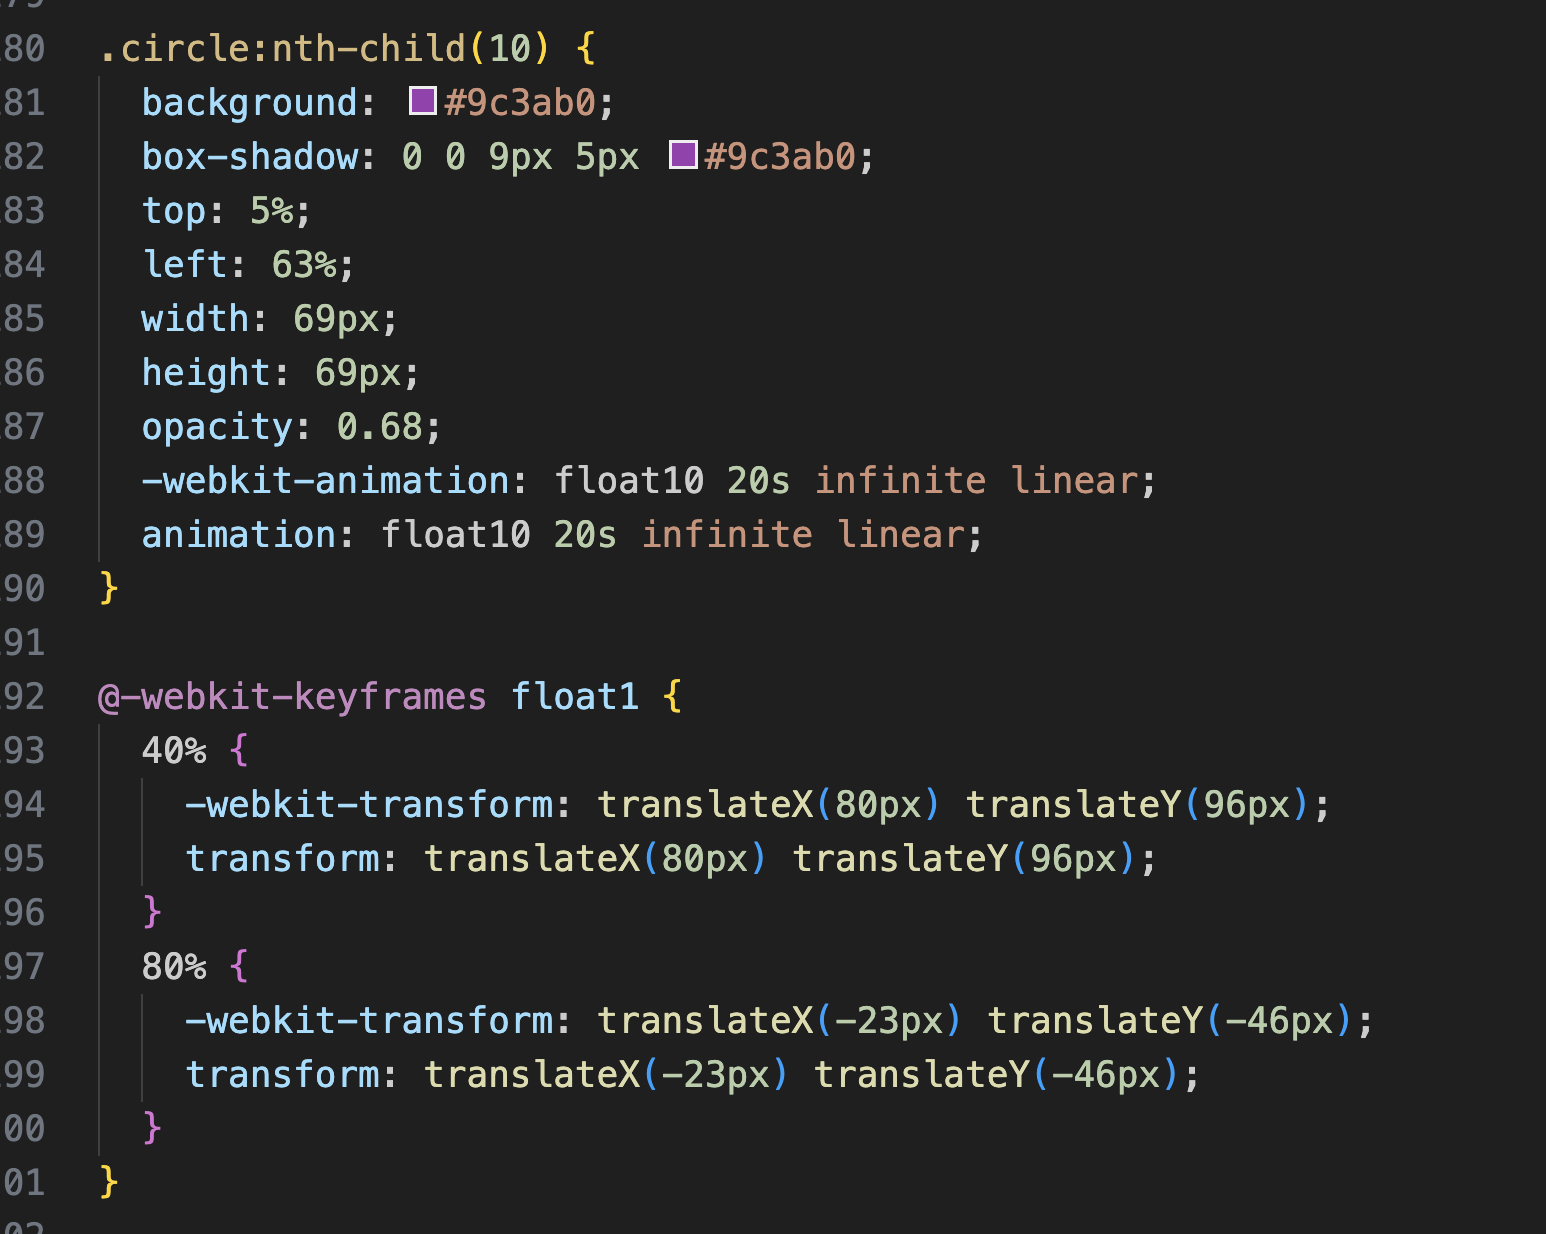 80 .circle:nth-child(10) {
81 background: #9c3ab0;
82 box-shadow: 0 0 9px 5px #9c3ab0;
83 top: 5%;
84 left: 63%;
85 width: 69px;
86 height: 69px;
87 opacity: 0.68;
88 -webkit-animation: float10 20s infinite linear;
89 animation: float10 20s infinite linear;
90 }
91
92 @-webkit-keyframes float1 {
93 40% {
94 -webkit-transform: translateX(80px) translateY(96px);
95 transform: translateX(80px) translateY(96px);
96 }
97 80% {
98 -webkit-transform: translateX(-23px) translateY(-46px);
99 transform: translateX(-23px) translateY(-46px);
00 }
01 }